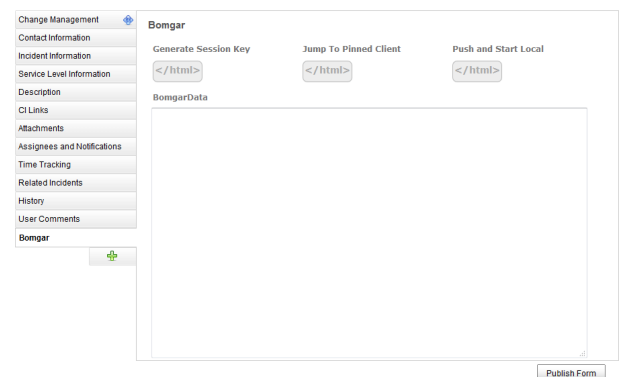 Change Management
Contact Information
Incident Information
Service Level Information
Description
CI Links
Attachments
Assignees and Notifications
Time Tracking
Related Incidents
History
User Comments
Bomgar
Bomgar
Generate Session Key Jump To Pinned Client Push and Start Local
</html> </html> </html>
BomgarData
Publish Form